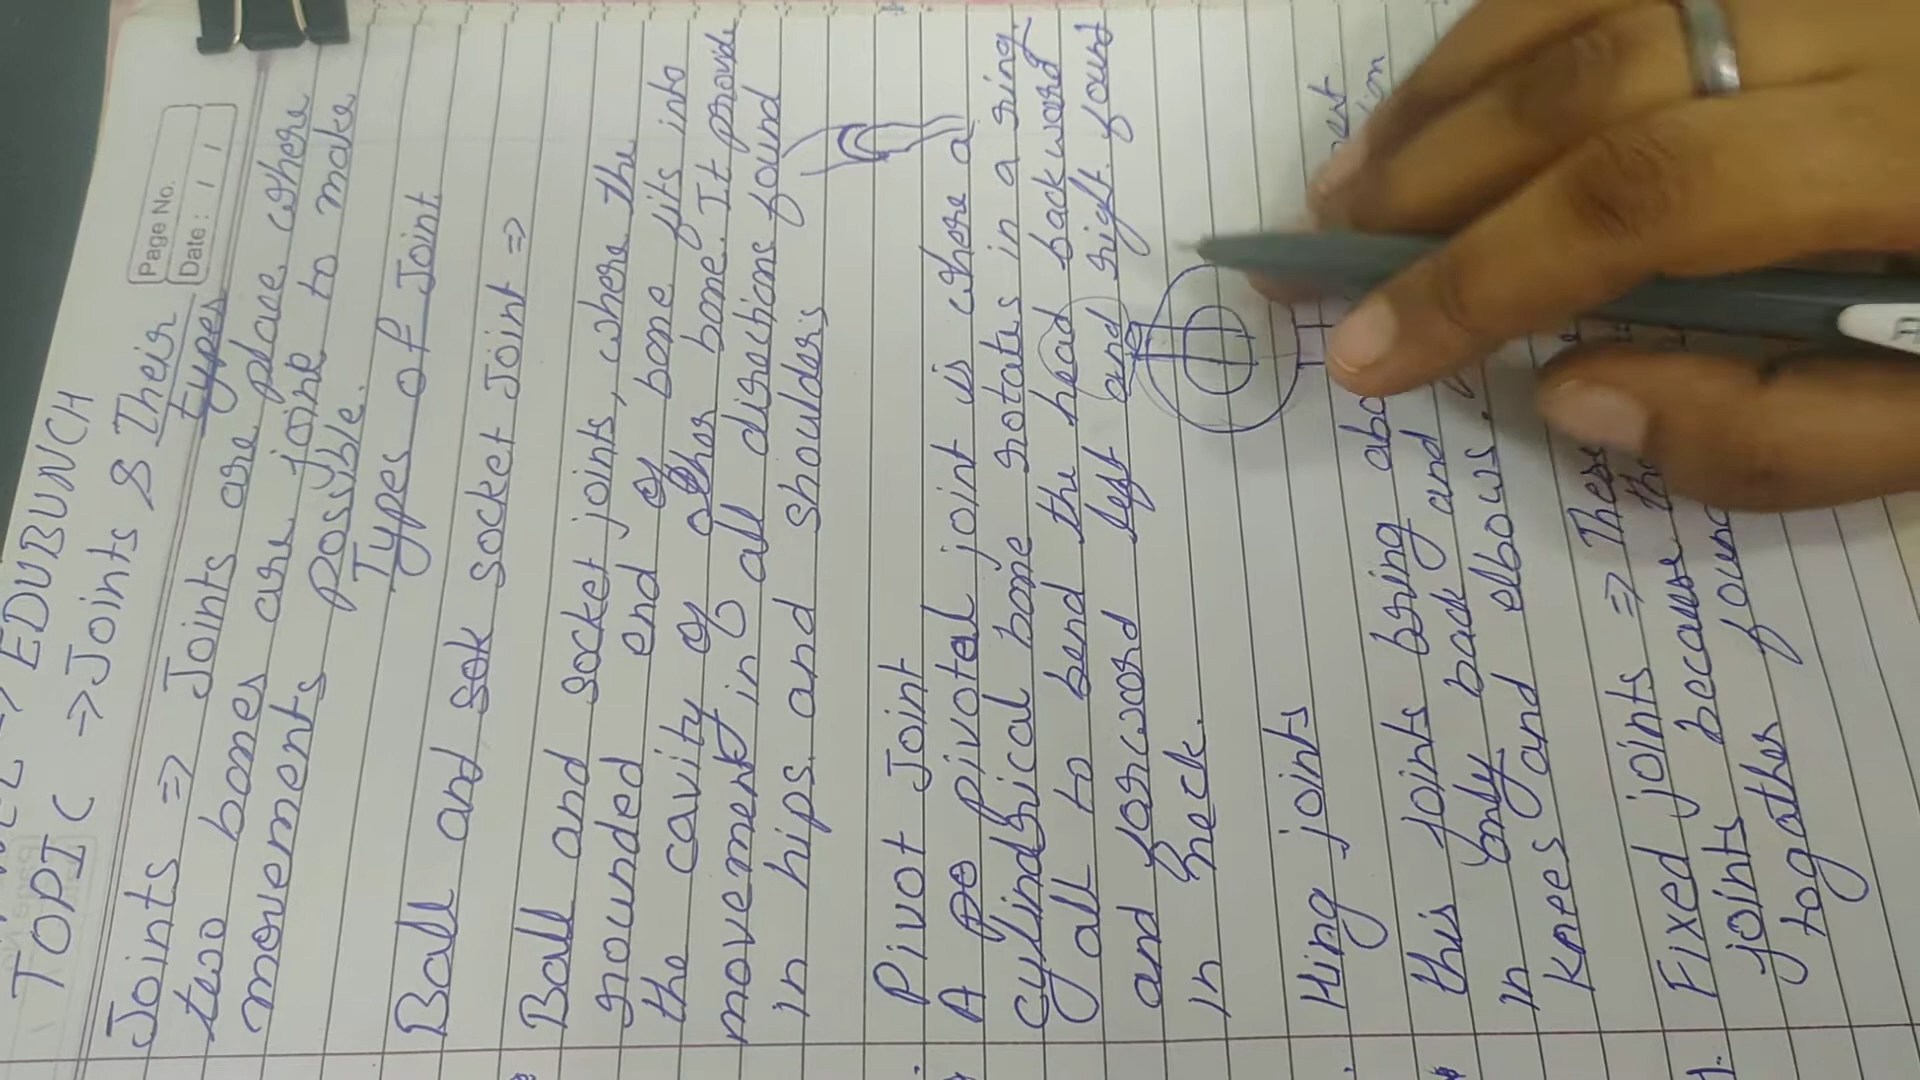 → EDUBUNCH
TOPIC → Joints & Their
types
Page No.
Date : / /
Joints ⇒ Joints are place, where
two bones are joine to make
movements possyble.
Types of Joint
Ball and sok socket Joint ⇒
Ball and socket joints, where the
rounded end of bone fits into
the cavity of other bone. It provide
movement in all directions found
in hips and shoulders
Pivot Joint
A po pivotal joint is where a
cylindrical bone rotates in a ring.
all to bend the head backword
and forword left and right. found
in neck.
Hing joints
this joints bring abo
in only back and
knees and elbows.
Fixed joints ⇒ These
joints because the
togather found